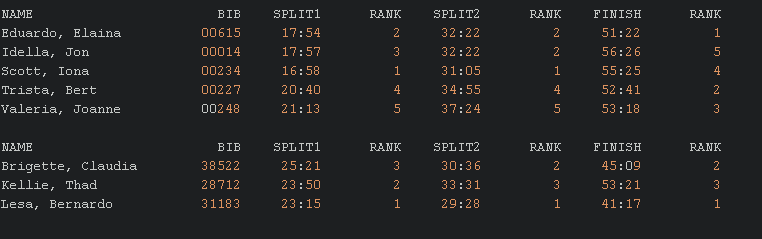 NAME BIB SPLIT1 RANK SPLIT2 RANK FINISH RANK
Eduardo, Elaina 00615 17:54 2 32:22 2 51:22 1
Idella, Jon 00014 17:57 3 32:22 2 56:26 5
Scott, Iona 00234 16:58 1 31:05 1 55:25 4
Trista, Bert 00227 20:40 4 34:55 4 52:41 2
Valeria, Joanne 00248 21:13 5 37:24 5 53:18 3
NAME BIB SPLIT1 RANK SPLIT2 RANK FINISH RANK
Brigette, Claudia 38522 25:21 3 30:36 2 45:09 2
Kellie, Thad 28712 23:50 2 33:31 3 53:21 3
Lesa, Bernardo 31183 23:15 1 29:28 1 41:17 1